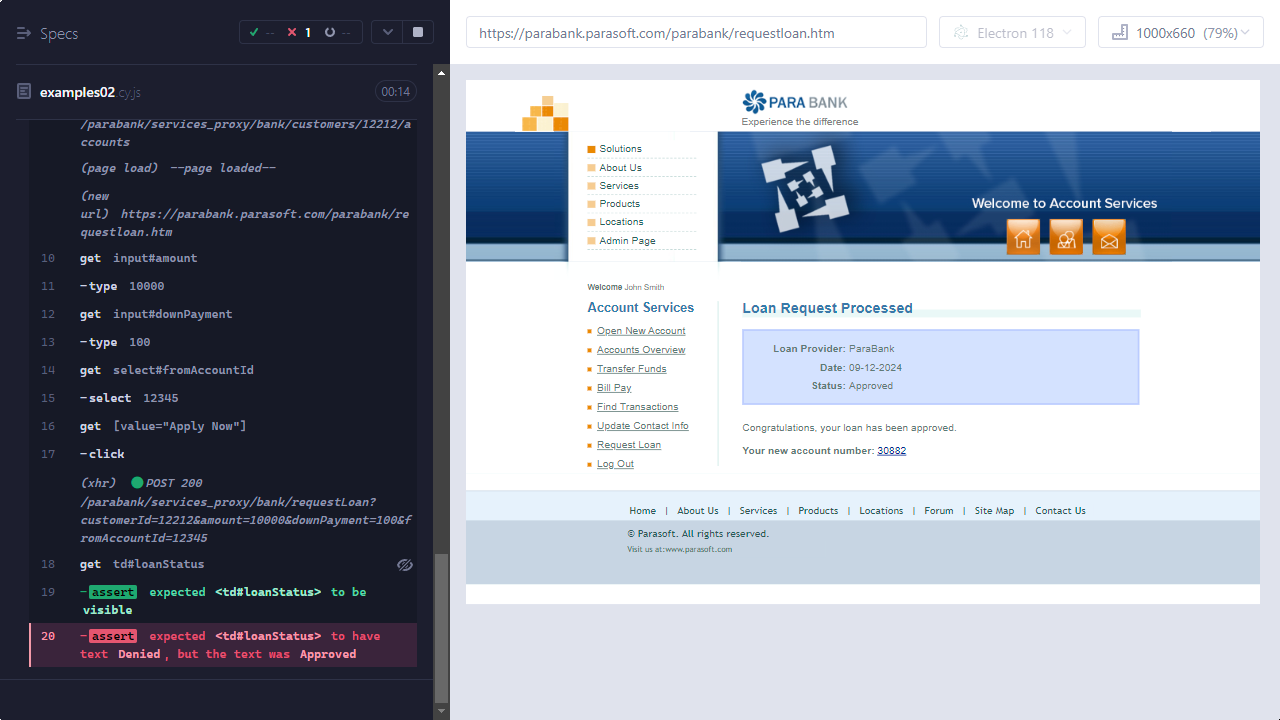 Specs
-- 1 --
examples02.cy.js 00:14
/parabank/services_proxy/bank/customers/12212/a
ccounts
(page load) --page loaded--
(new
url) https://parabank.parasoft.com/parabank/re
questloan.htm
10 get input#amount
11 -type 10000
12 get input#downPayment
13 -type 100
14 get select#fromAccountId
15 -select 12345
16 get [value="Apply Now"]
17 -click
(xhr) POST 200
/parabank/services_proxy/bank/requestLoan?
customerId=12212&amount=10000&downPayment=100&f
romAccountId=12345
18 get td#loanStatus
19 -assert expected <td#loanStatus> to be
visible
20 -assert expected <td#loanStatus> to have
text Denied, but the text was Approved
https://parabank.parasoft.com/parabank/requestloan.htm
Electron 118
1000x660 (79%)
PARA BANK
Experience the difference
Solutions
About Us
Services
Products
Locations
Admin Page
Welcome to Account Services
Welcome John Smith
Account Services
Open New Account
Accounts Overview
Transfer Funds
Bill Pay
Find Transactions
Update Contact Info
Request Loan
Log Out
Loan Request Processed
Loan Provider: ParaBank
Date: 09-12-2024
Status: Approved
Congratulations, your loan has been approved.
Your new account number: 30882
Home | About Us | Services | Products | Locations | Forum | Site Map | Contact Us
© Parasoft. All rights reserved.
Visit us at:www.parasoft.com